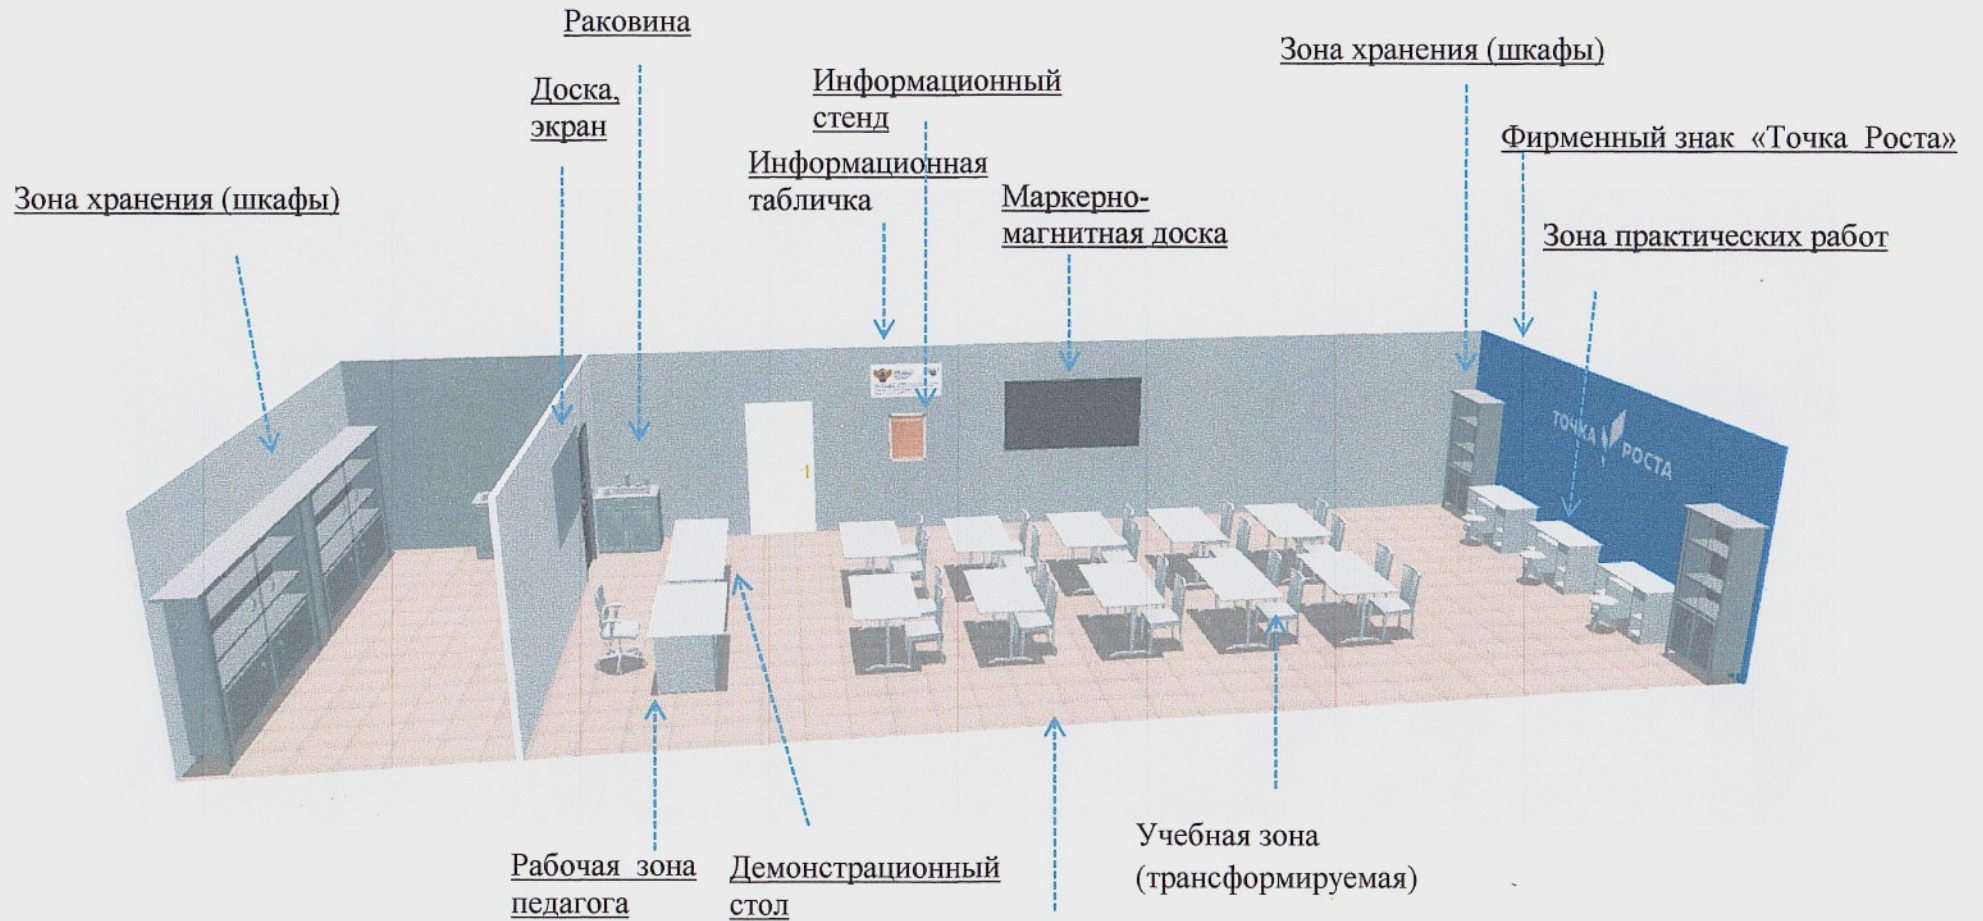 Раковина
Зона хранения (шкафы)
Доска,
экран
Информационный
стенд
Фирменный знак «Точка Роста»
Информационная
табличка
Зона хранения (шкафы)
Маркерно-
магнитная доска
Зона практических работ
ТОЧКА
РОСТА
Учебная зона
(трансформируемая)
Рабочая зона
педагога
Демонстрационный
стол